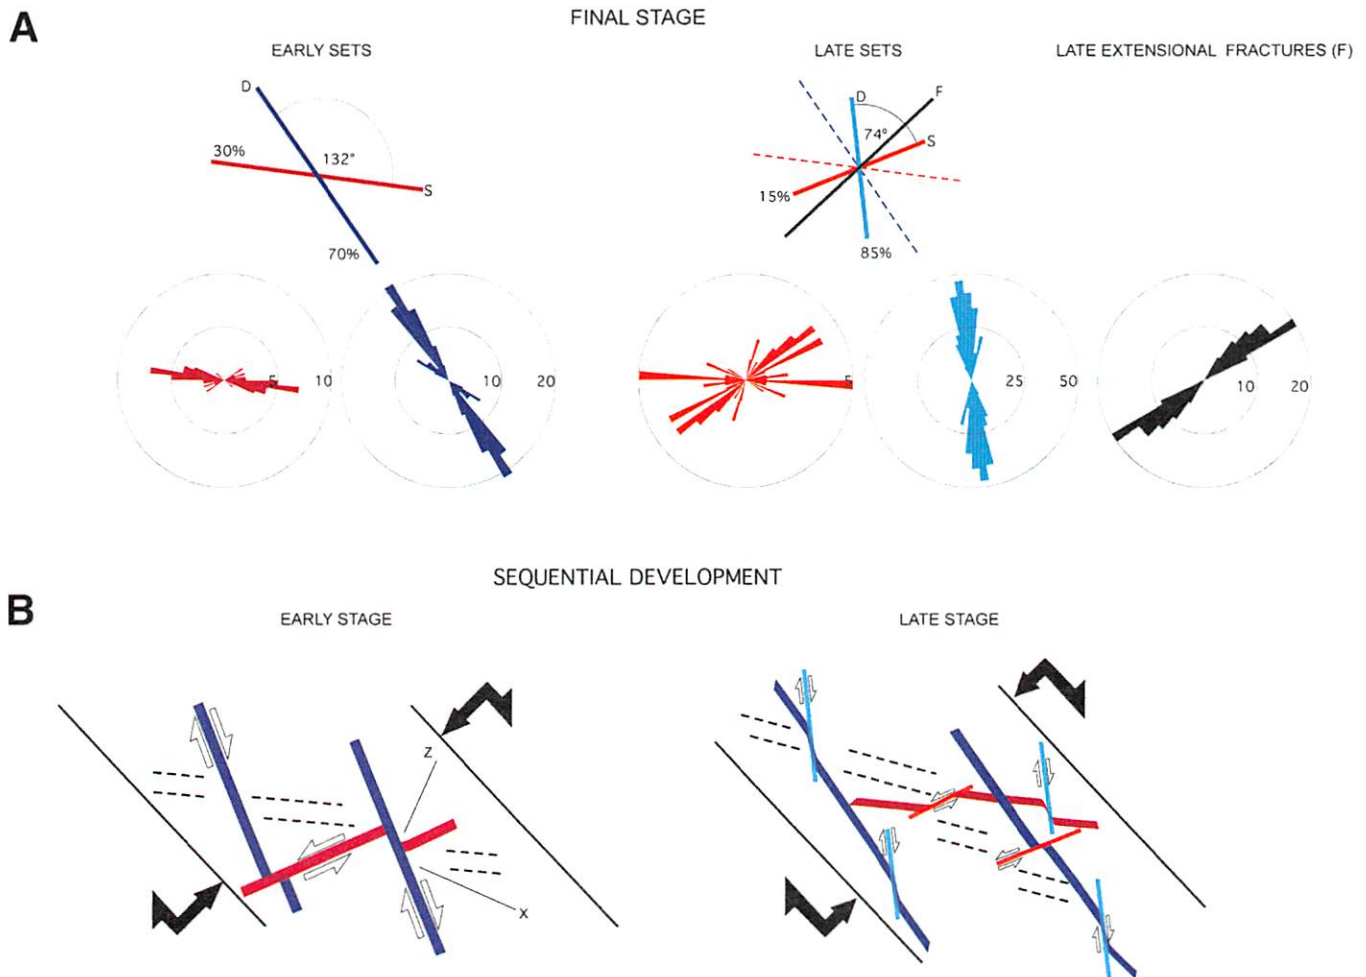 A
FINAL STAGE
EARLY SETS
LATE SETS
LATE EXTENSIONAL FRACTURES (F)
D
30%
132°
S
70%
D
F
74°
S
15%
85%
5
10
10
20
5
25
50
10
20
SEQUENTIAL DEVELOPMENT
B
EARLY STAGE
LATE STAGE
Z
X